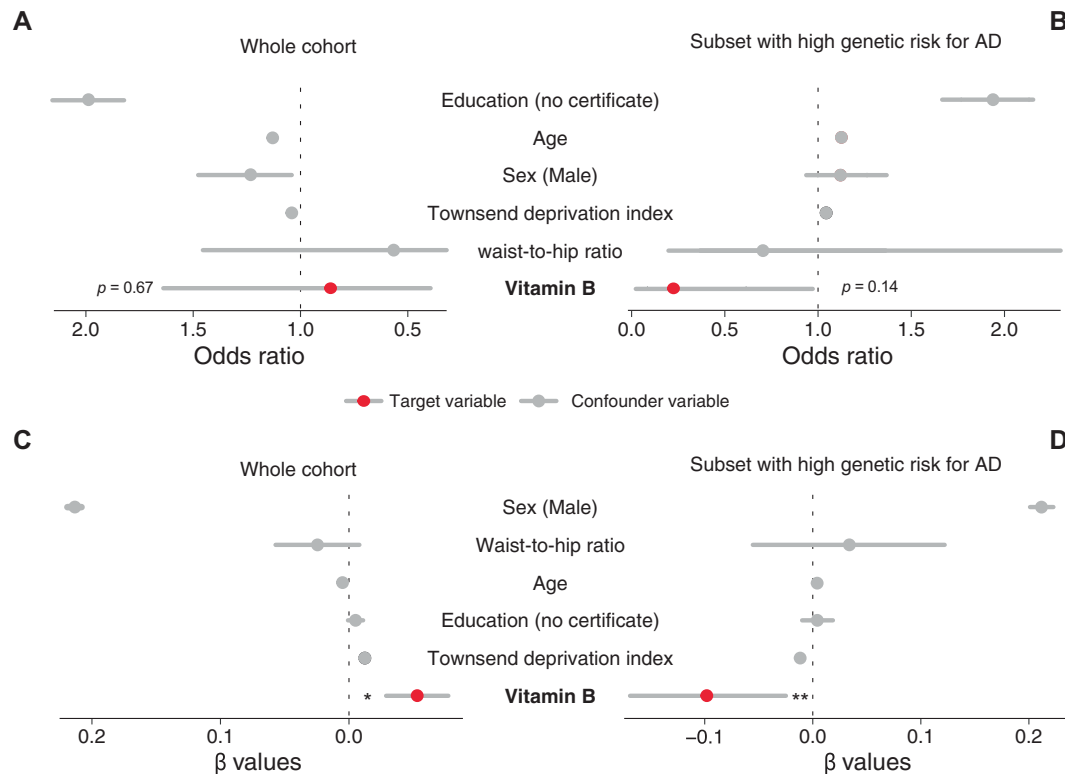 A
B
Whole cohort
Subset with high genetic risk for AD
Education (no certificate)
Age
Sex (Male)
Townsend deprivation index
waist-to-hip ratio
p = 0.67
Vitamin B
p = 0.14
2.0 1.5 1.0 0.5
0.0 0.5 1.0 1.5 2.0
Odds ratio
Odds ratio
Target variable
Confounder variable
C
D
Whole cohort
Subset with high genetic risk for AD
Sex (Male)
Waist-to-hip ratio
Age
Education (no certificate)
Townsend deprivation index
* Vitamin B **
0.2 0.1 0.0
−0.1 0.0 0.1 0.2
β values
β values